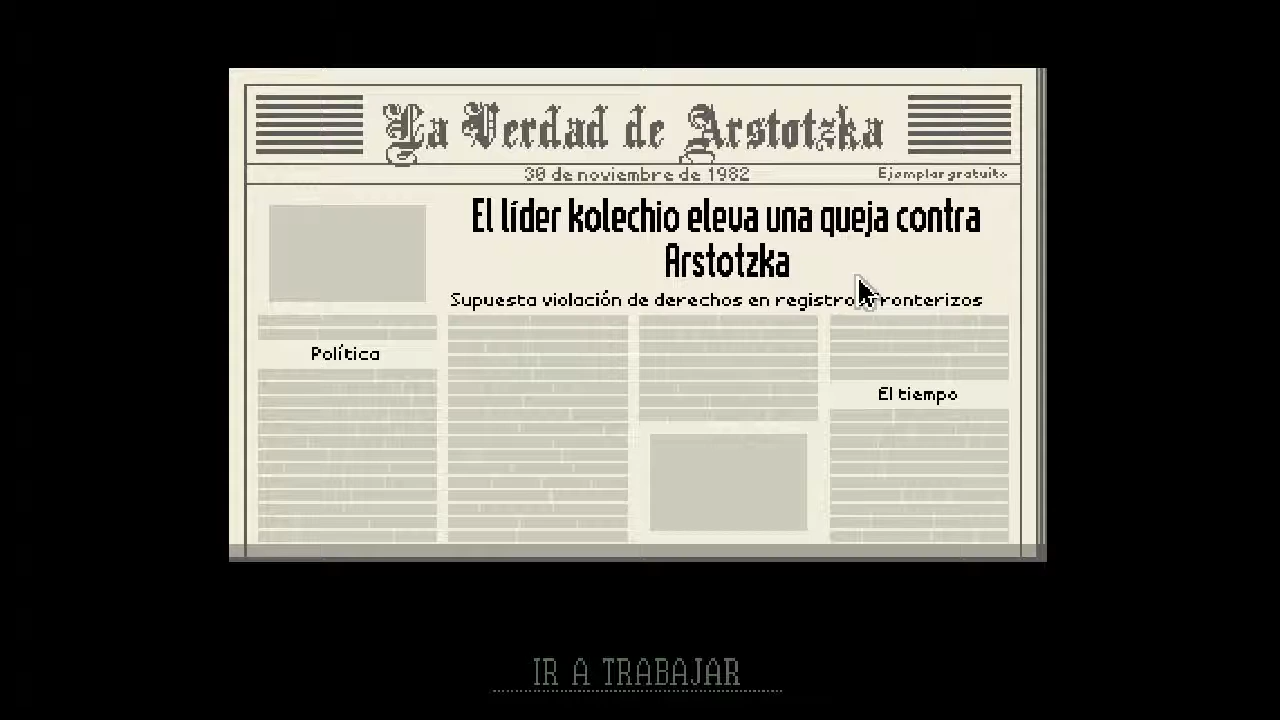 La Verdad de Arstotzka
30 de noviembre de 1982
Ejemplar gratuito
El líder kolechio eleva una queja contra
Arstotzka
Supuesta violación de derechos en registros fronterizos
Política
El tiempo
IR A TRABAJAR